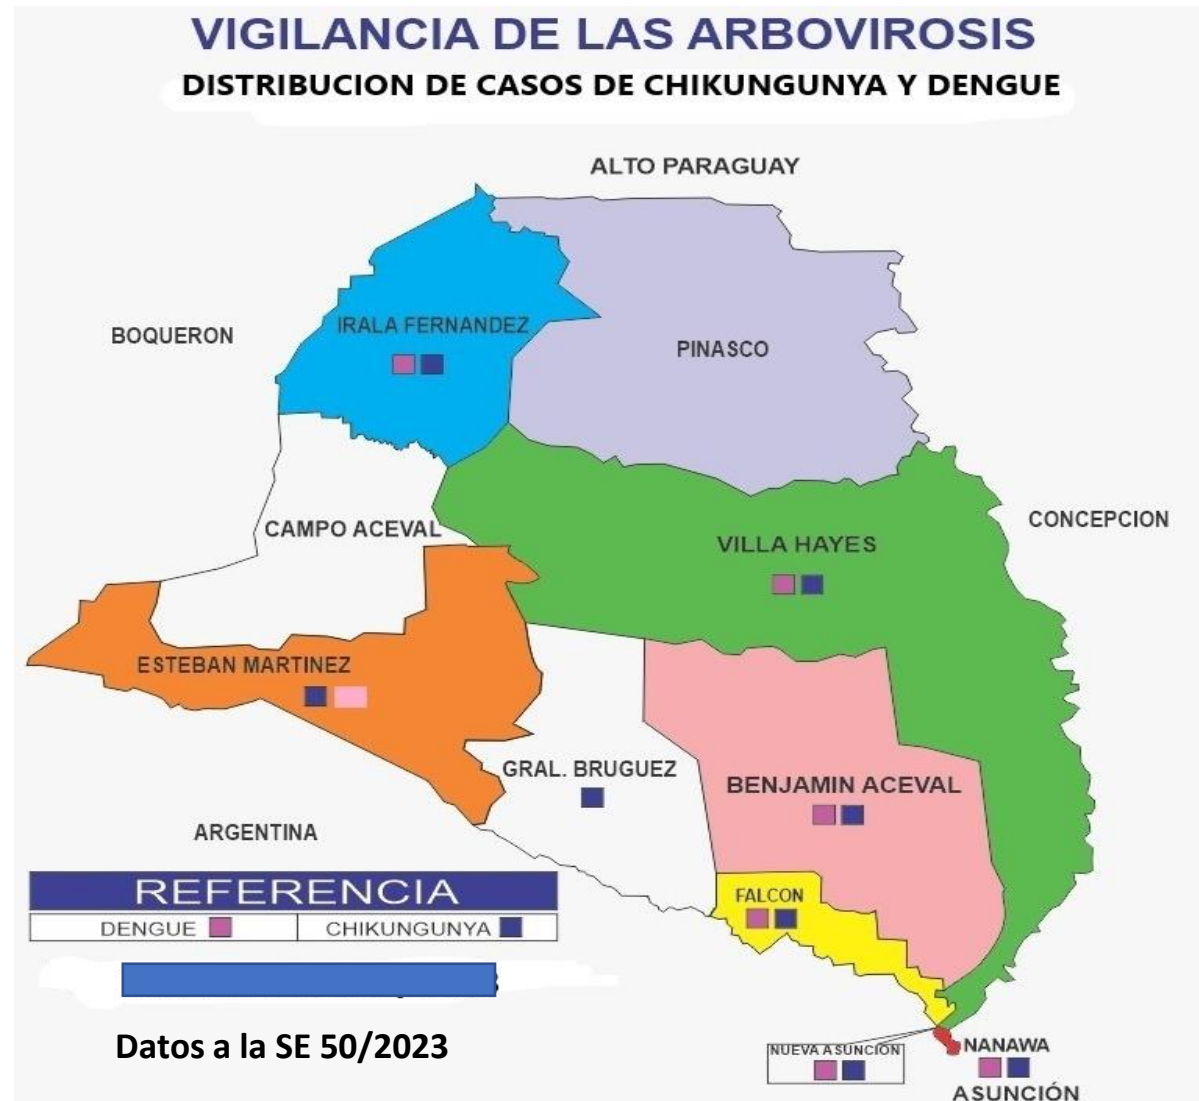 VIGILANCIA DE LAS ARBOVIROSIS
DISTRIBUCION DE CASOS DE CHIKUNGUNYA Y DENGUE
ALTO PARAGUAY
BOQUERON
IRALA FERNANDEZ
PINASCO
CAMPO ACEVAL
CONCEPCION
VILLA HAYES
ESTEBAN MARTINEZ
GRAL. BRUGUEZ
BENJAMIN ACEVAL
ARGENTINA
REFERENCIA
DENGUE
CHIKUNGUNYA
FALCON
Datos a la SE 50/2023
NUEVA ASUNCIÓN
NANAWA
ASUNCIÓN